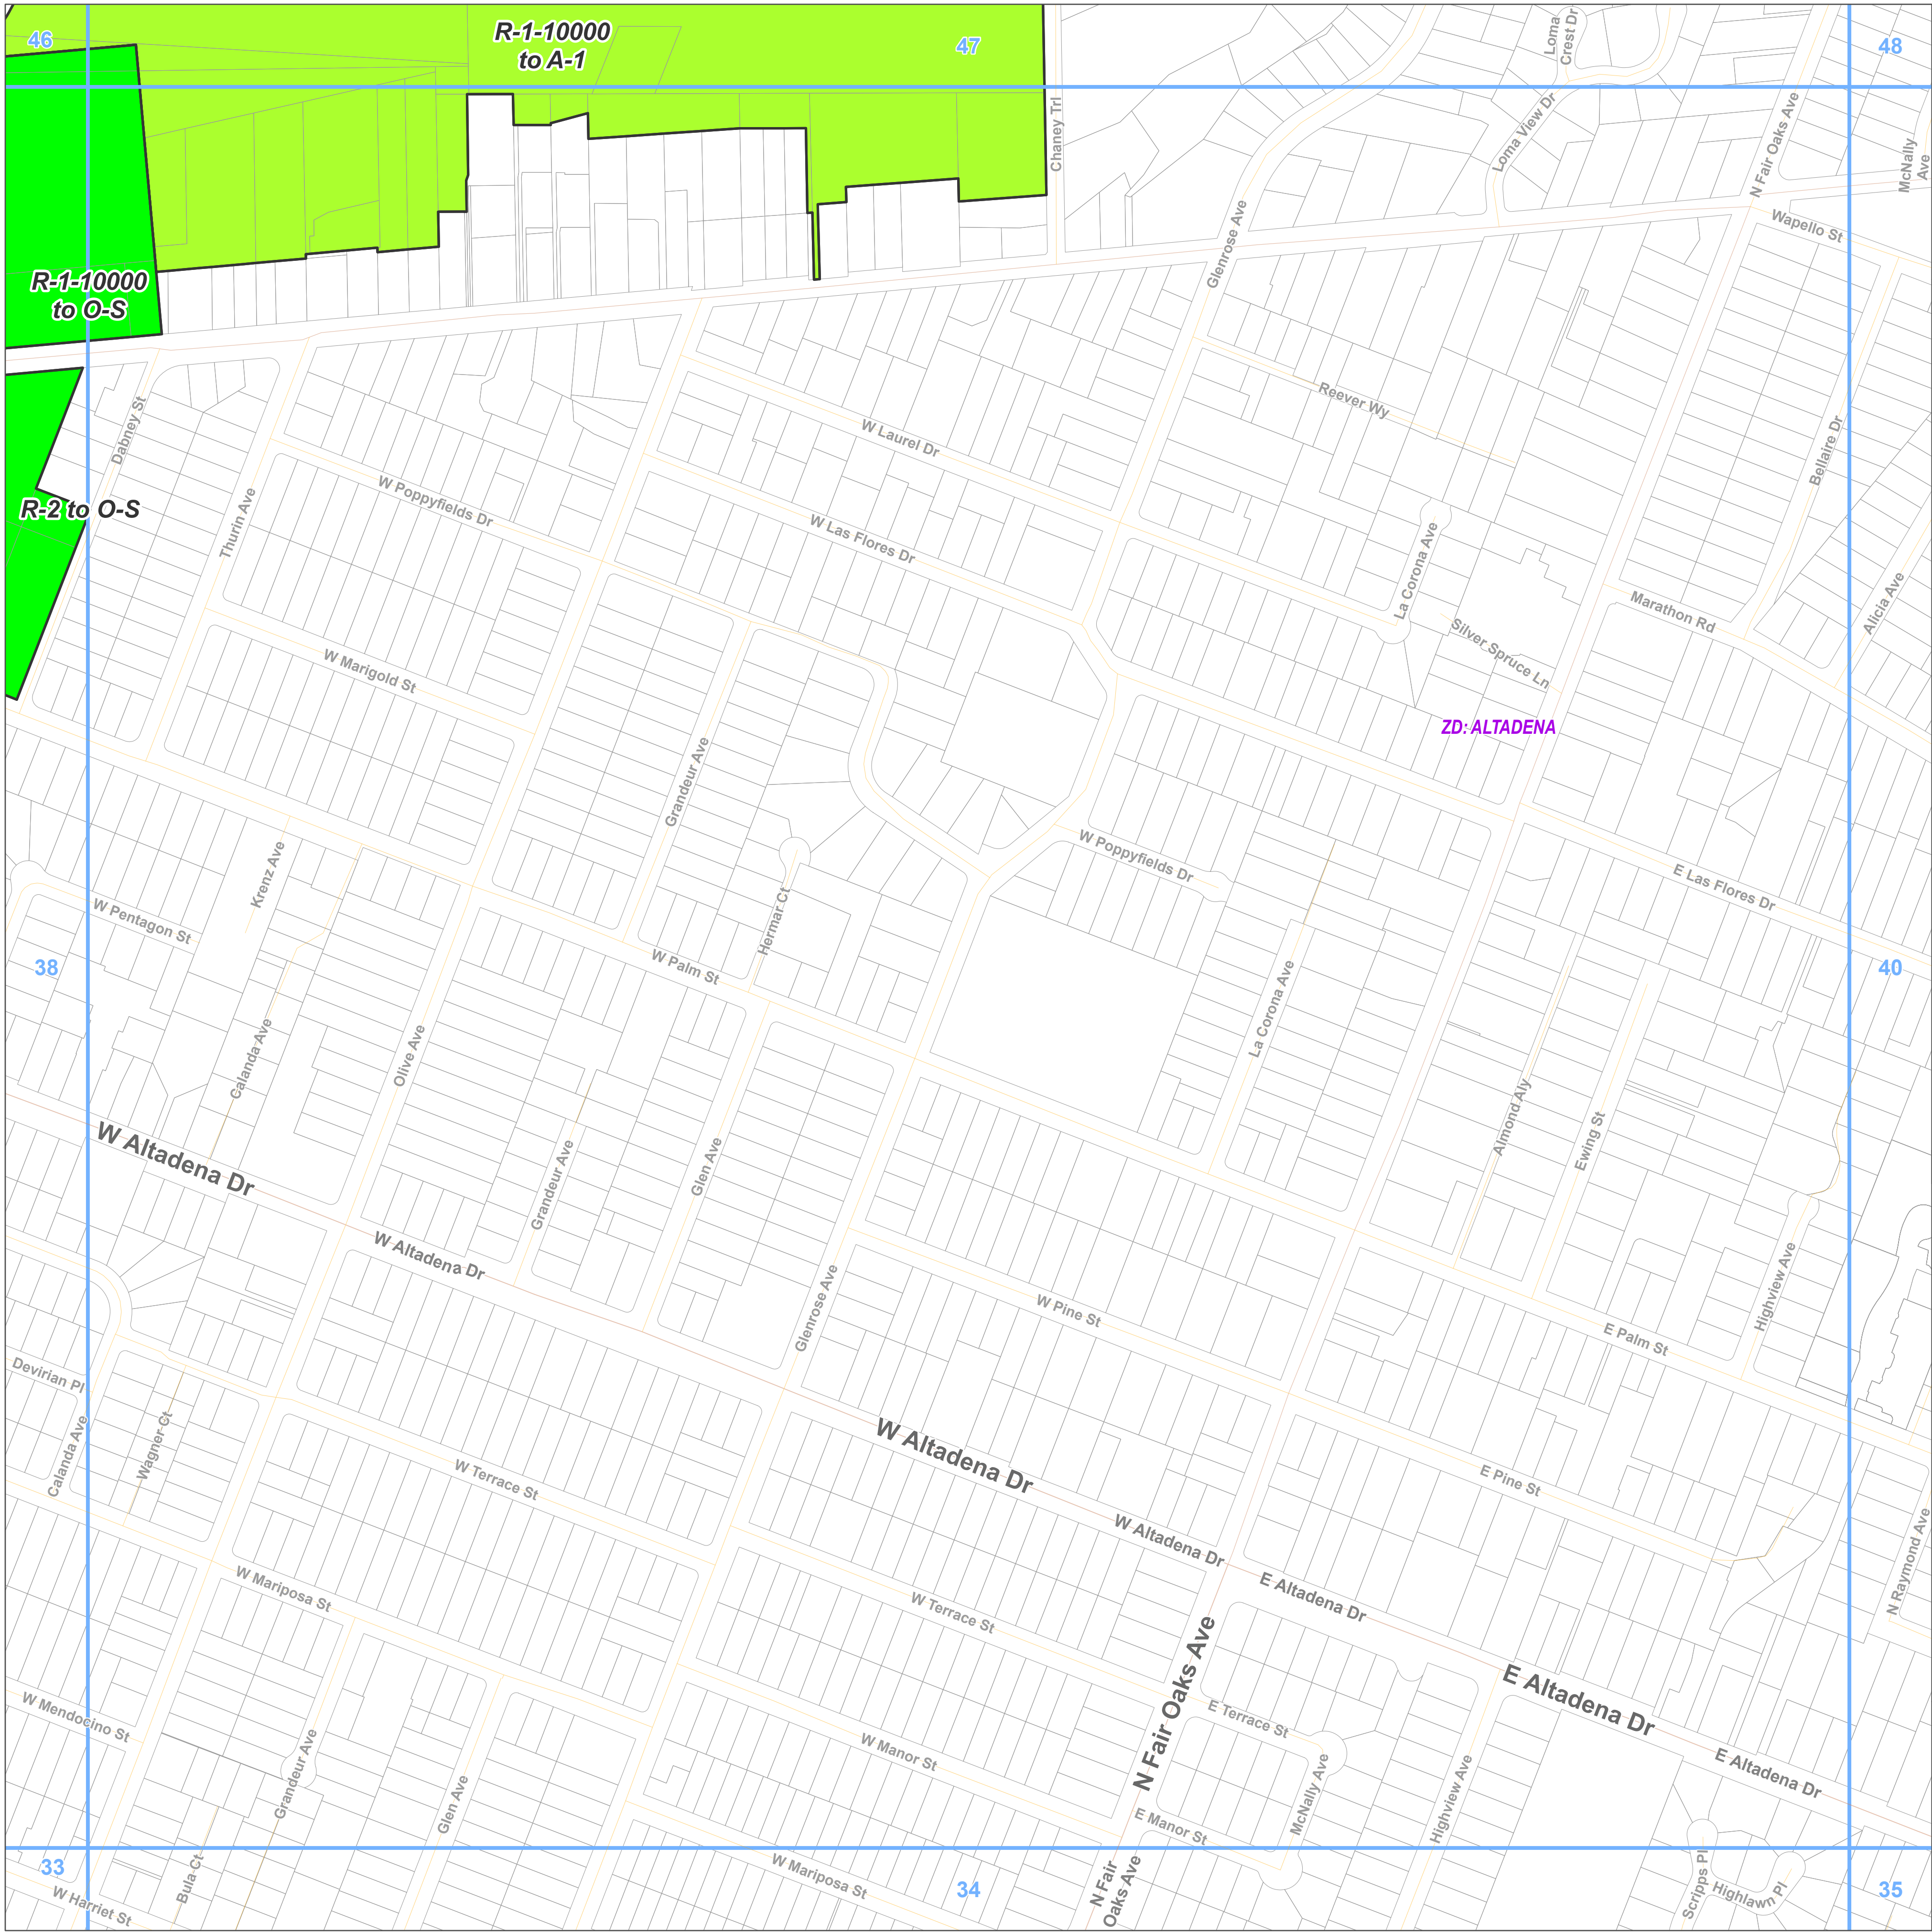 46
R-1-10000
to A-1
47
Loma
Crest Dr
48
Chaney Trl
Loma View Dr
N Fair Oaks Ave
McNally
Ave
Glenrose Ave
Wapello St
R-1-10000
to O-S
Dabney St
W Laurel Dr
Reever Wy
Bellaire Dr
R-2 to O-S
Thurin Ave
W Poppyfields Dr
W Las Flores Dr
La Corona Ave
Marathon Rd
Alicia Ave
W Marigold St
Silver Spruce Ln
ZD: ALTADENA
Grandeur Ave
Krenz Ave
W Poppyfields Dr
E Las Flores Dr
W Pentagon St
Hermar Ct
38
W Palm St
40
La Corona Ave
Calanda Ave
Olive Ave
Almond Aly
Ewing St
W Altadena Dr
Grandeur Ave
Glen Ave
W Altadena Dr
Glenrose Ave
W Pine St
Highview Ave
E Palm St
Devirian Pl
Calanda Ave
Wagner Ct
W Terrace St
W Altadena Dr
E Pine St
W Altadena Dr
N Raymond Ave
W Mariposa St
E Altadena Dr
W Terrace St
N Fair Oaks Ave
E Altadena Dr
W Mendocino St
E Terrace St
W Manor St
E Altadena Dr
Grandeur Ave
Glen Ave
McNally Ave
Highview Ave
E Manor St
33
Bula Ct
W Mariposa St
34
N Fair
Oaks Ave
Scripps Pl
Highlawn Pl
35
W Harriet St